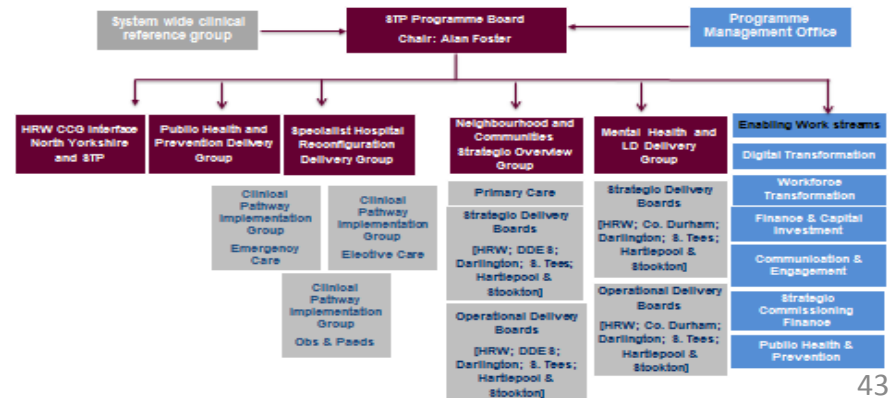 System wide clinical
reference group
STP Programme Board
Chair: Alan Foster
Programme
Management Office
HRW CCG Interface
North Yorkshire
and STP
Public Health and
Prevention Delivery
Group
Specialist Hospital
Reconfiguration
Delivery Group
Neighbourhood and
Communities
Strategic Overview
Group
Mental Health and
LD Delivery
Group
Enabling Work streams
Digital Transformation
Workforce
Transformation
Finance & Capital
Investment
Communication &
Engagement
Strategic
Commissioning
Finance
Public Health &
Prevention
Clinical
Pathway
Implementation
Group
Emergency
Care
Clinical
Pathway
Implementation
Group
Elective Care
Clinical
Pathway
Implementation
Group
Obs & Paeds
Primary Care
Strategic Delivery
Boards
[HRW; DDES;
Darlington; S. Tees;
Hartlepool &
Stockton]
Operational Delivery
Boards
[HRW; DDES;
Darlington; S. Tees;
Hartlepool &
Stockton]
Strategic Delivery
Boards
[HRW; Co. Durham;
Darlington; S. Tees;
Hartlepool &
Stockton]
Operational Delivery
Boards
[HRW; Co. Durham;
Darlington; S. Tees;
Hartlepool &
Stockton]
43